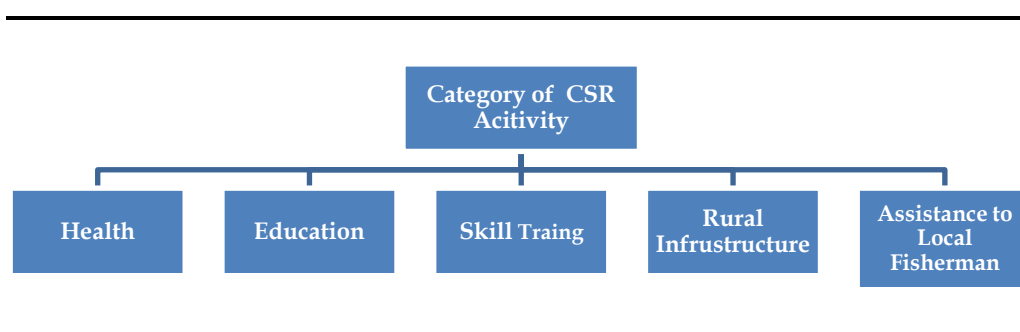 Category of CSR
Acitivity
Health
Education
Skill Traing
Rural
Infrustructure
Assistance to
Local
Fisherman